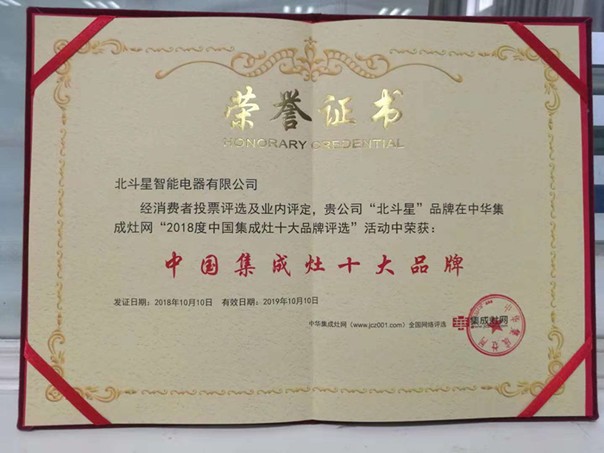 荣誉证书
HONORARY CREDENTIAL
北斗星智能电器有限公司
经消费者投票评选及业内评定，贵公司“北斗星”品牌在中华集
成灶网“2018度中国集成灶十大品牌评选”活动中荣获：
中国集成灶十大品牌
发证日期：2018年10月10日 有效日期：2019年10月10日
中华集成灶网（www.jcz001.com）全国网络评选
集成灶网